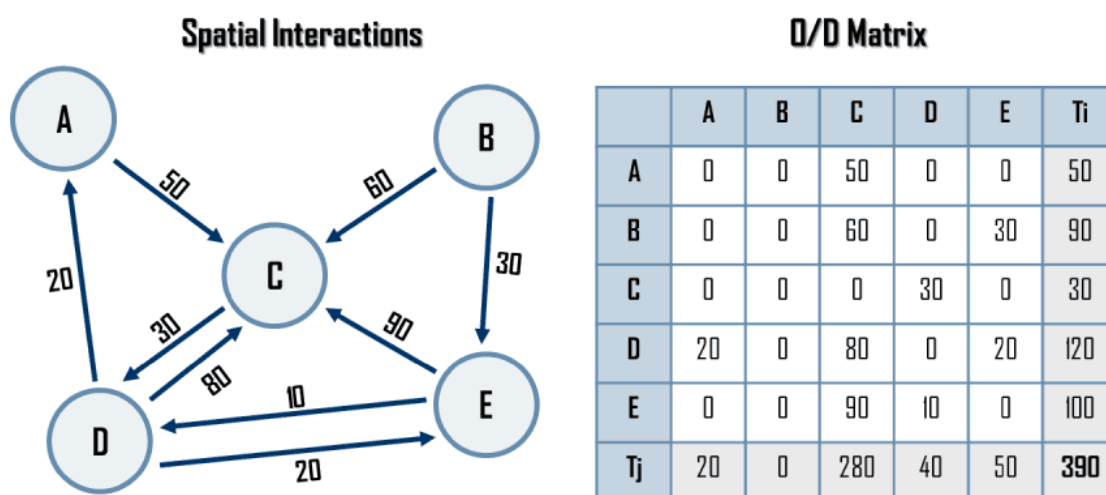 Spatial Interactions
A
B
50
60
C
20
30
30
80
90
D
10
E
20
O/D Matrix
A B C D E Ti
A 0 0 50 0 0 50
B 0 0 60 0 30 90
C 0 0 0 30 0 30
D 20 0 80 0 20 120
E 0 0 90 10 0 100
Tj 20 0 280 40 50 390